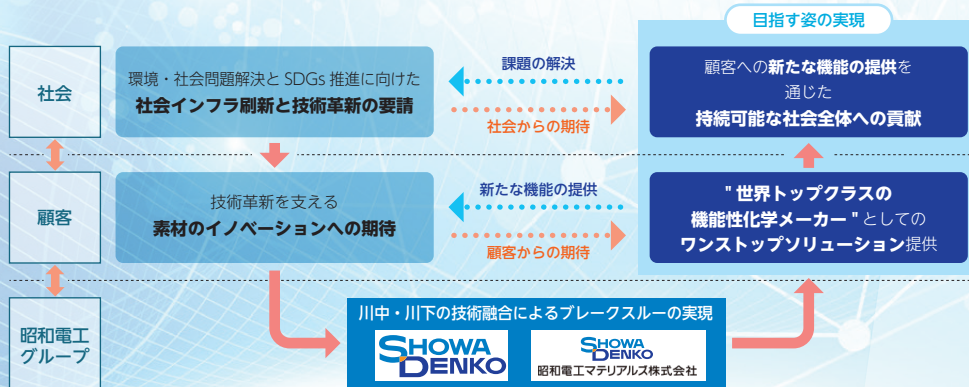 目指す姿の実現
社会
環境・社会問題解決と SDGs 推進に向けた
社会インフラ刷新と技術革新の要請
課題の解決
社会からの期待
顧客への新たな機能の提供を
通じた
持続可能な社会全体への貢献
顧客
技術革新を支える
素材のイノベーションへの期待
新たな機能の提供
顧客からの期待
" 世界トップクラスの
機能性化学メーカー " としての
ワンストップソリューション提供
昭和電工
グループ
川中・川下の技術融合によるブレークスルーの実現
SHOWA
DENKO
SHOWA
DENKO
昭和電工マテリアルズ株式会社